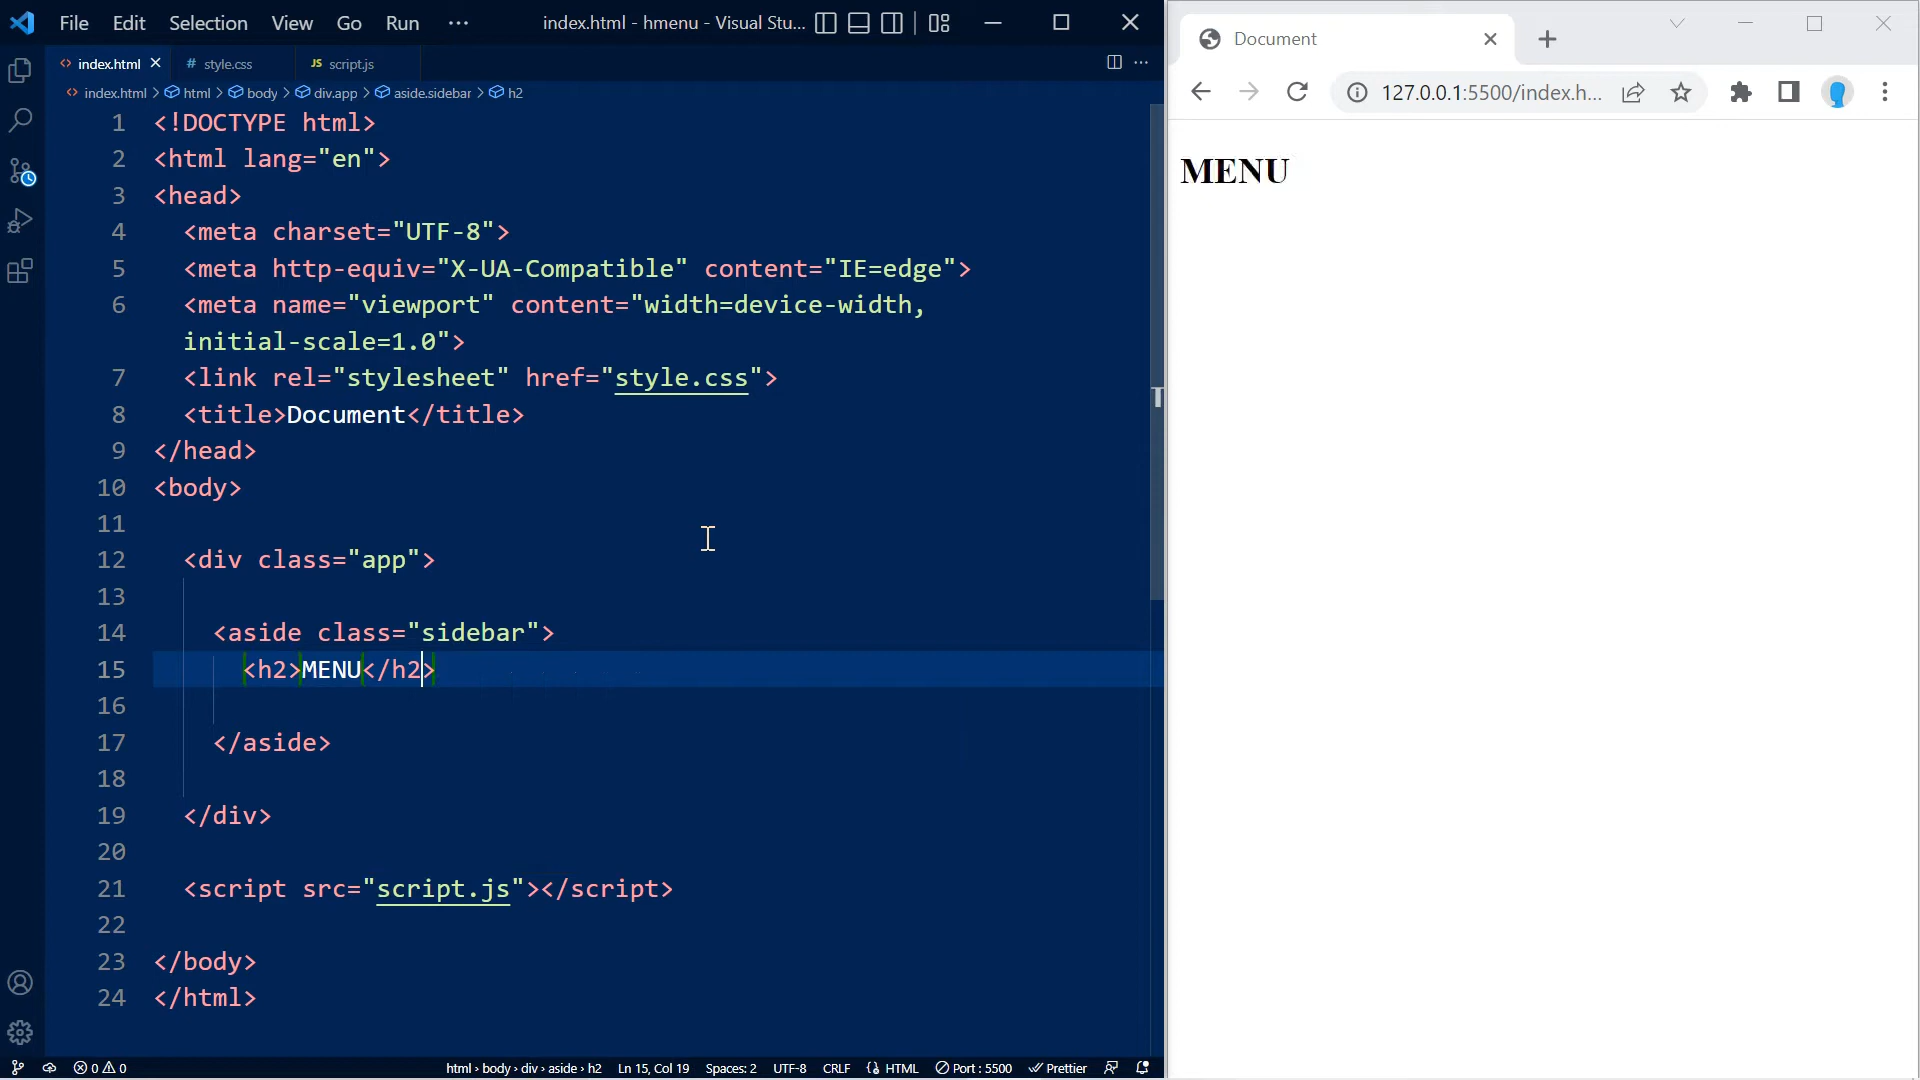 File Edit Selection View Go Run ··· index.html - hmenu - Visual Stu...
index.html style.css JS script.js
index.html > html > body > div.app > aside.sidebar > h2
1 <!DOCTYPE html>
2 <html lang="en">
3 <head>
4 <meta charset="UTF-8">
5 <meta http-equiv="X-UA-Compatible" content="IE=edge">
6 <meta name="viewport" content="width=device-width,
initial-scale=1.0">
7 <link rel="stylesheet" href="style.css">
8 <title>Document</title>
9 </head>
10 <body>
11
12 <div class="app">
13
14 <aside class="sidebar">
15 <h2>MENU</h2>
16
17 </aside>
18
19 </div>
20
21 <script src="script.js"></script>
22
23 </body>
24 </html>
0 0 html › body › div › aside › h2 Ln 15, Col 19 Spaces: 2 UTF-8 CRLF HTML Port : 5500 Prettier
Document
127.0.0.1:5500/index.h...
MENU